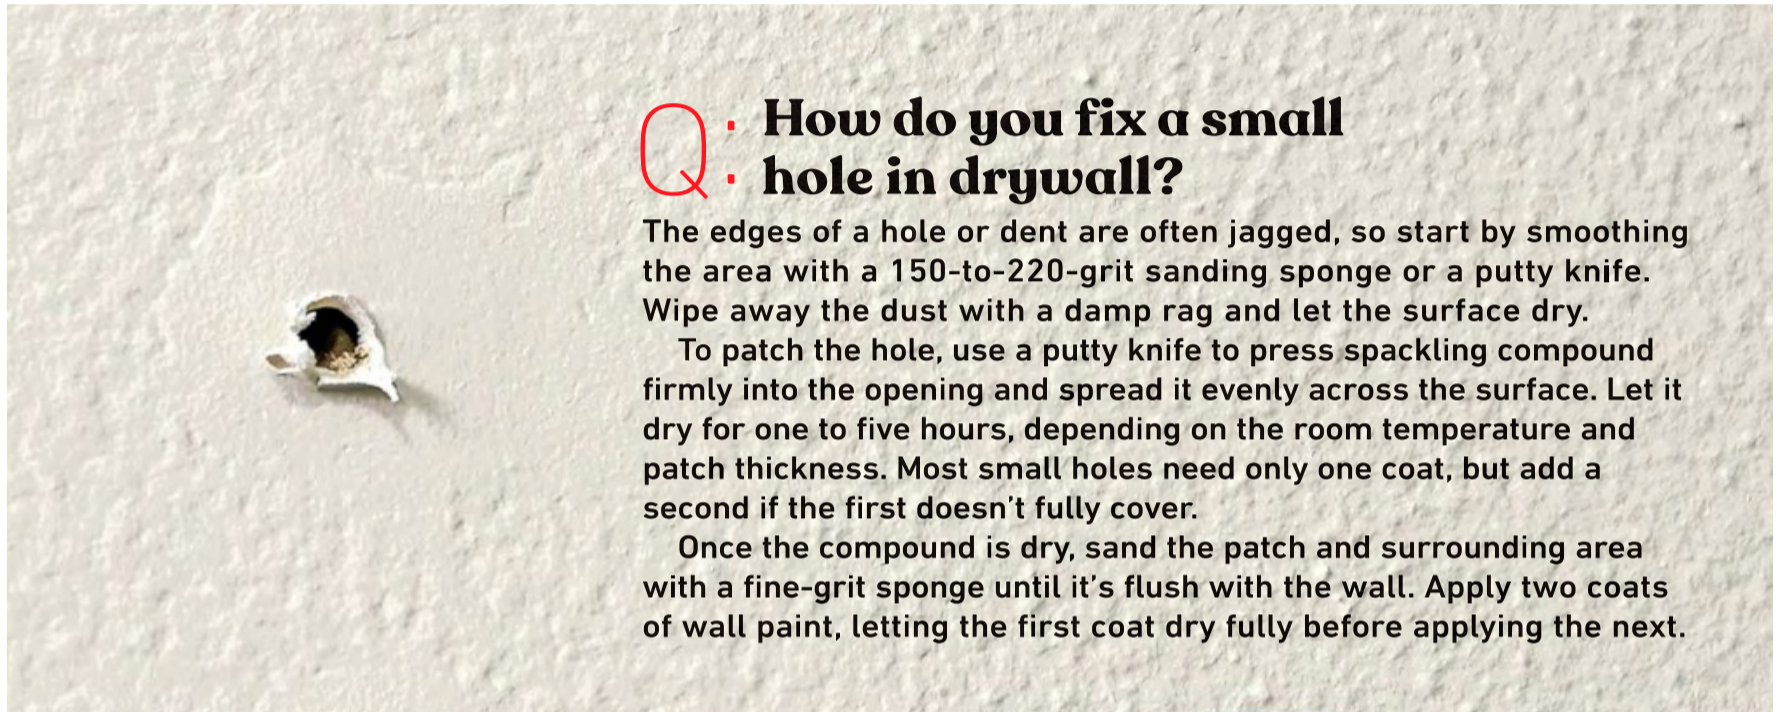 Q: How do you fix a small
hole in drywall?
The edges of a hole or dent are often jagged, so start by smoothing
the area with a 150-to-220-grit sanding sponge or a putty knife.
Wipe away the dust with a damp rag and let the surface dry.
To patch the hole, use a putty knife to press spackling compound
firmly into the opening and spread it evenly across the surface. Let it
dry for one to five hours, depending on the room temperature and
patch thickness. Most small holes need only one coat, but add a
second if the first doesn’t fully cover.
Once the compound is dry, sand the patch and surrounding area
with a fine-grit sponge until it’s flush with the wall. Apply two coats
of wall paint, letting the first coat dry fully before applying the next.